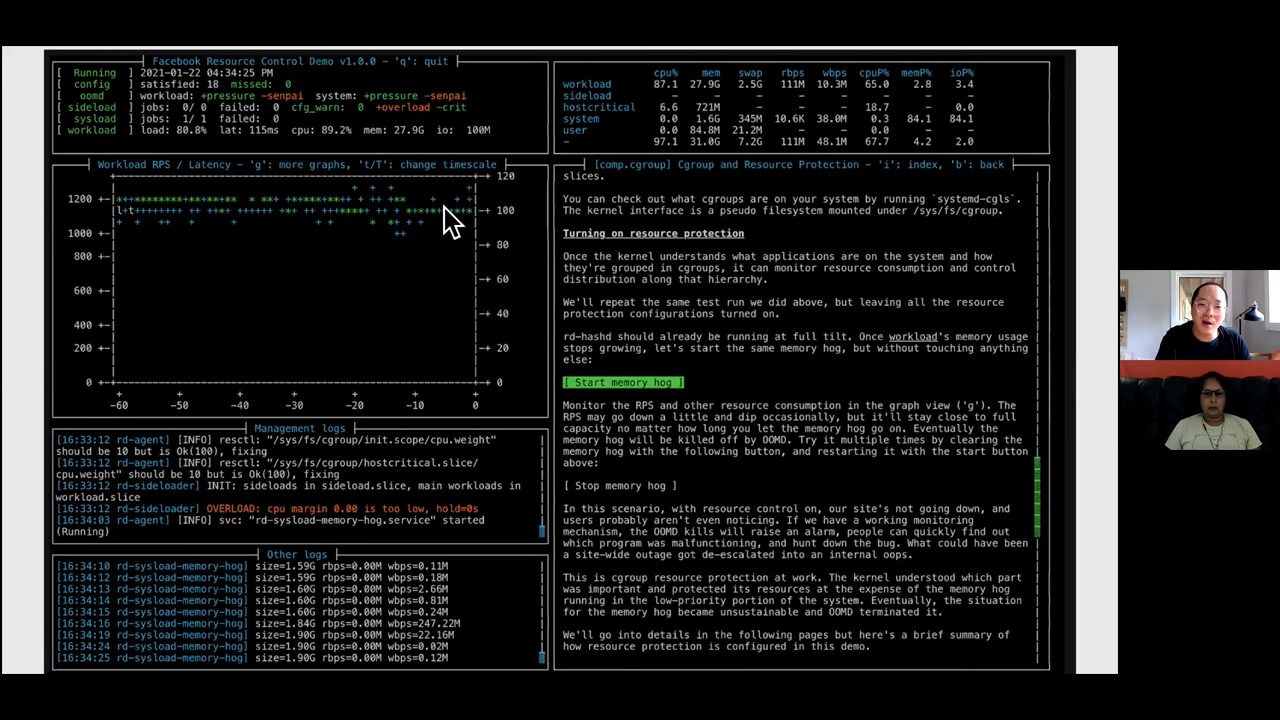 Facebook Resource Control Demo v1.0.0 - 'q': quit
[ Running ] 2021-01-22 04:34:25 PM
[ config ] satisfied: 18 missed: 0
[ oomd ] workload: +pressure -senpai system: +pressure -senpai
[ sideload ] jobs: 0/ 0 failed: 0 cfg_warn: 0 +overload -crit
[ sysload ] jobs: 1/ 1 failed: 0
[ workload ] load: 80.8% lat: 115ms cpu: 89.2% mem: 27.9G io: 100M
cpu% mem swap rbps wbps cpuP% memP% ioP%
workload 87.1 27.9G 2.5G 111M 10.3M 65.0 2.8 3.4
sideload - - - - - - - -
hostcritical 6.6 721M - - - 18.7 - 0.0
system 0.0 1.6G 345M 10.6K 38.0M 0.3 84.1 84.1
user 0.0 84.8M 21.2M - - 0.0 - -
- 97.1 31.0G 7.2G 111M 48.1M 67.7 4.2 2.0
Workload RPS / Latency - 'g': more graphs, 't/T': change timescale
120
1200
l+t
100
1000
80
800
60
600
40
400
200
20
0
0
-60 -50 -40 -30 -20 -10 0
Management logs
[16:33:12 rd-agent] [INFO] resctl: "/sys/fs/cgroup/init.scope/cpu.weight"
should be 10 but is Ok(100), fixing
[16:33:12 rd-agent] [INFO] resctl: "/sys/fs/cgroup/hostcritical.slice/
cpu.weight" should be 10 but is Ok(100), fixing
[16:33:12 rd-sideloader] INIT: sideloads in sideload.slice, main workloads in
workload.slice
[16:33:12 rd-sideloader] OVERLOAD: cpu margin 0.00 is too low, hold=0s
[16:34:03 rd-agent] [INFO] svc: "rd-sysload-memory-hog.service" started
(Running)
Other logs
[16:34:10 rd-sysload-memory-hog] size=1.59G rbps=0.00M wbps=0.11M
[16:34:12 rd-sysload-memory-hog] size=1.59G rbps=0.00M wbps=0.18M
[16:34:13 rd-sysload-memory-hog] size=1.60G rbps=0.00M wbps=2.66M
[16:34:14 rd-sysload-memory-hog] size=1.60G rbps=0.00M wbps=0.81M
[16:34:15 rd-sysload-memory-hog] size=1.60G rbps=0.00M wbps=0.24M
[16:34:16 rd-sysload-memory-hog] size=1.84G rbps=0.00M wbps=247.22M
[16:34:19 rd-sysload-memory-hog] size=1.90G rbps=0.00M wbps=22.16M
[16:34:24 rd-sysload-memory-hog] size=1.90G rbps=0.00M wbps=0.02M
[16:34:25 rd-sysload-memory-hog] size=1.90G rbps=0.00M wbps=0.12M
[comp.cgroup] Cgroup and Resource Protection - 'i': index, 'b': back
slices.
You can check out what cgroups are on your system by running `systemd-cgls`.
The kernel interface is a pseudo filesystem mounted under /sys/fs/cgroup.
Turning on resource protection
Once the kernel understands what applications are on the system and how
they're grouped in cgroups, it can monitor resource consumption and control
distribution along that hierarchy.
We'll repeat the same test run we did above, but leaving all the resource
protection configurations turned on.
rd-hashd should already be running at full tilt. Once workload's memory usage
stops growing, let's start the same memory hog, but without touching anything
else:
[ Start memory hog ]
Monitor the RPS and other resource consumption in the graph view ('g'). The
RPS may go down a little and dip occasionally, but it'll stay close to full
capacity no matter how long you let the memory hog go on. Eventually the
memory hog will be killed off by OOMD. Try it multiple times by clearing the
memory hog with the following button, and restarting it with the start button
above:
[ Stop memory hog ]
In this scenario, with resource control on, our site's not going down, and
users probably aren't even noticing. If we have a working monitoring
mechanism, the OOMD kills will raise an alarm, people can quickly find out
which program was malfunctioning, and hunt down the bug. What could have been
a site-wide outage got de-escalated into an internal oops.
This is cgroup resource protection at work. The kernel understood which part
was important and protected its resources at the expense of the memory hog
running in the low-priority portion of the system. Eventually, the situation
for the memory hog became unsustainable and OOMD terminated it.
We'll go into details in the following pages but here's a brief summary of
how resource protection is configured in this demo.